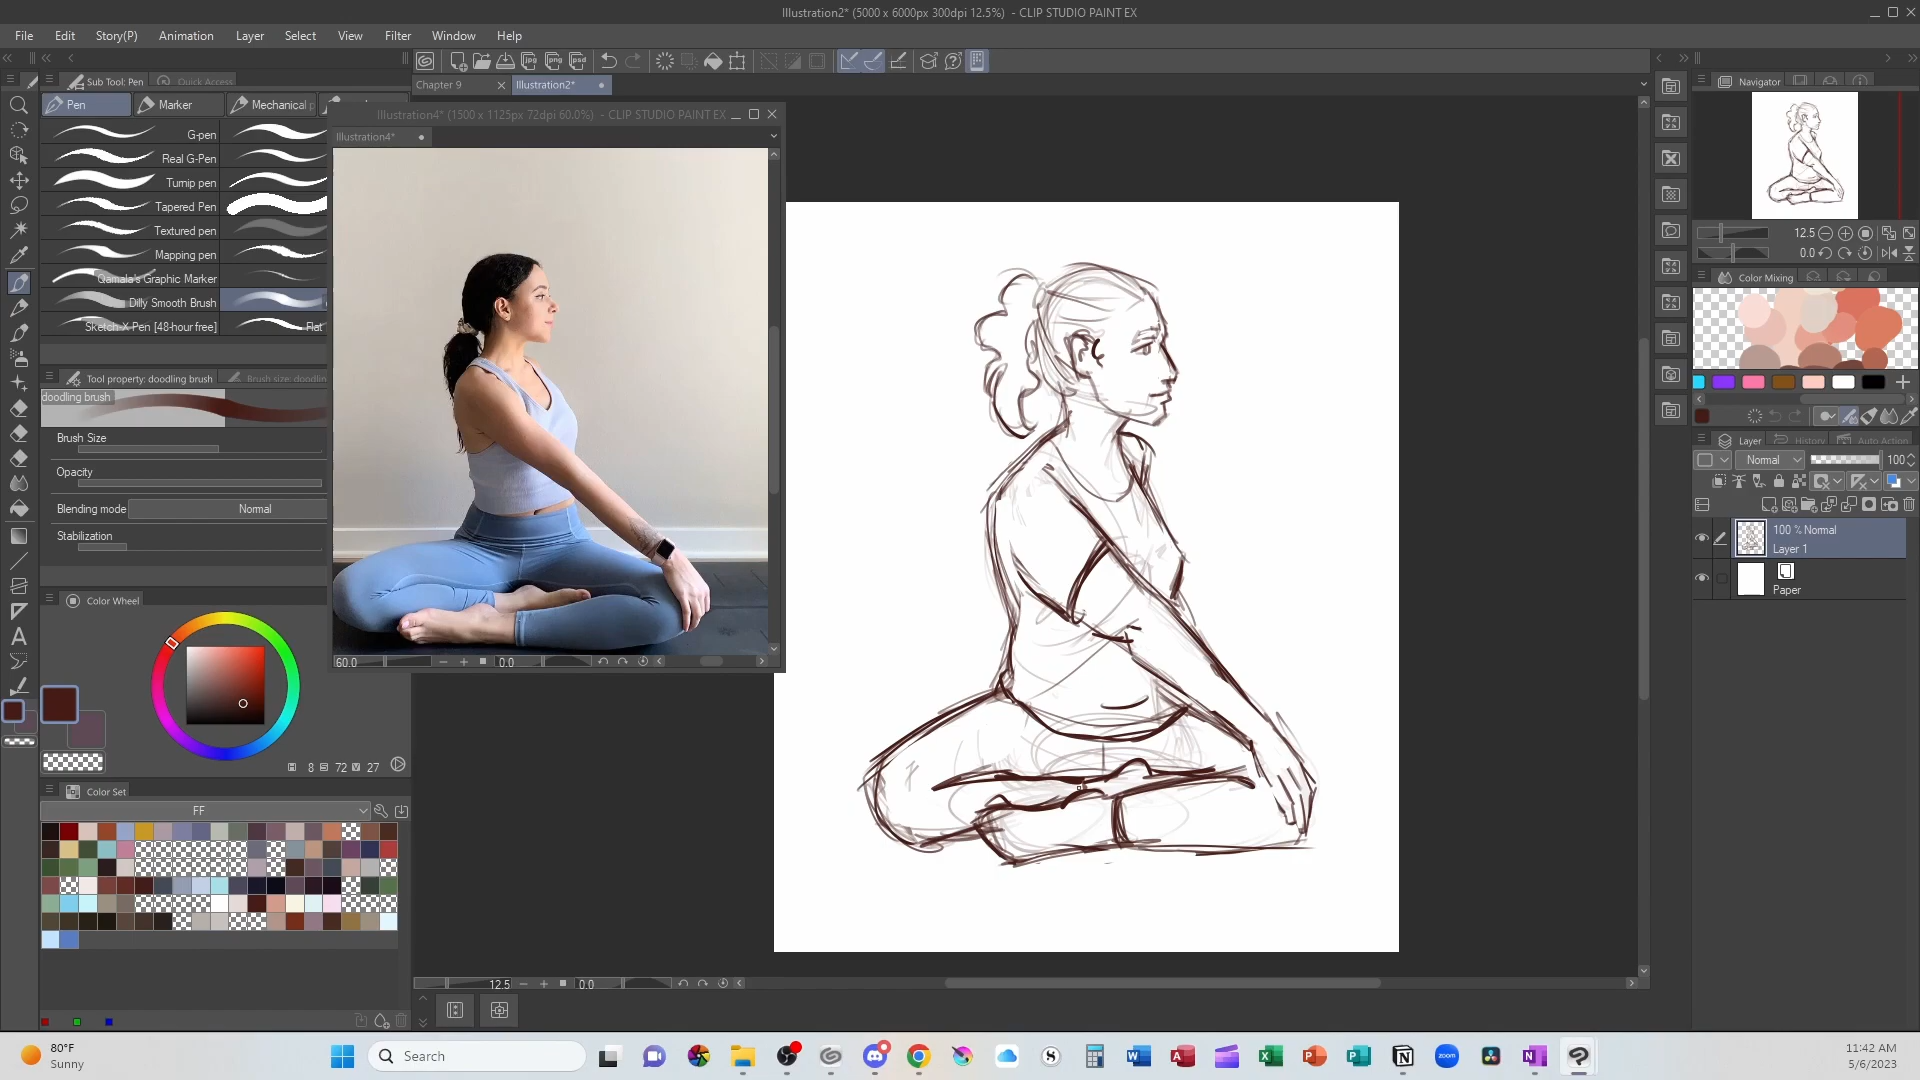 Illustration2* (5000 x 6000px 300dpi 12.5%) - CLIP STUDIO PAINT EX
File Edit Story(P) Animation Layer Select View Filter Window Help
Sub Tool: Pen Quick Access
Chapter 9 Illustration2*
Pen Marker Mechanical p
Illustration4* (1500 x 1125px 72dpi 60.0%) - CLIP STUDIO PAINT EX
Illustration4*
G-pen
Real G-Pen
Turnip pen
Tapered Pen
Textured pen
Mapping pen
Qamala's Graphic Marker
Dilly Smooth Brush
Sketch-X Pen [48-hour free] Flat
Tool property: doodling brush Brush size: doodlin
doodling brush
Brush Size
Opacity
Blending mode Normal
Stabilization
60.0 0.0
Color Wheel
8 72 27
Color Set
FF
12.5 0.0
Navigator
12.5
0.0
Color Mixing
Layer History Auto Action
Normal 100
100 % Normal
Layer 1
Paper
80°F
Sunny
Search
zoom
11:42 AM
5/6/2023